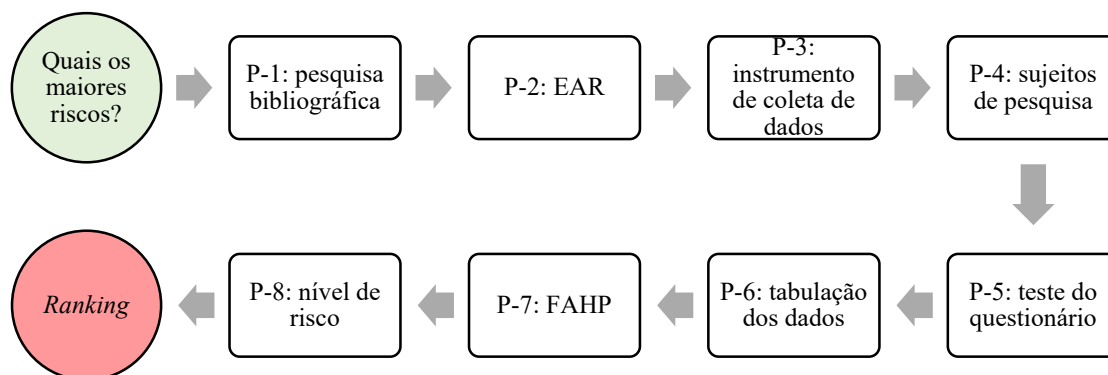 Quais os
maiores
riscos?
P-1: pesquisa
bibliográfica
P-2: EAR
P-3:
instrumento
de coleta de
dados
P-4: sujeitos
de pesquisa
P-5: teste do
questionário
P-6: tabulação
dos dados
P-7: FAHP
P-8: nível de
risco
Ranking